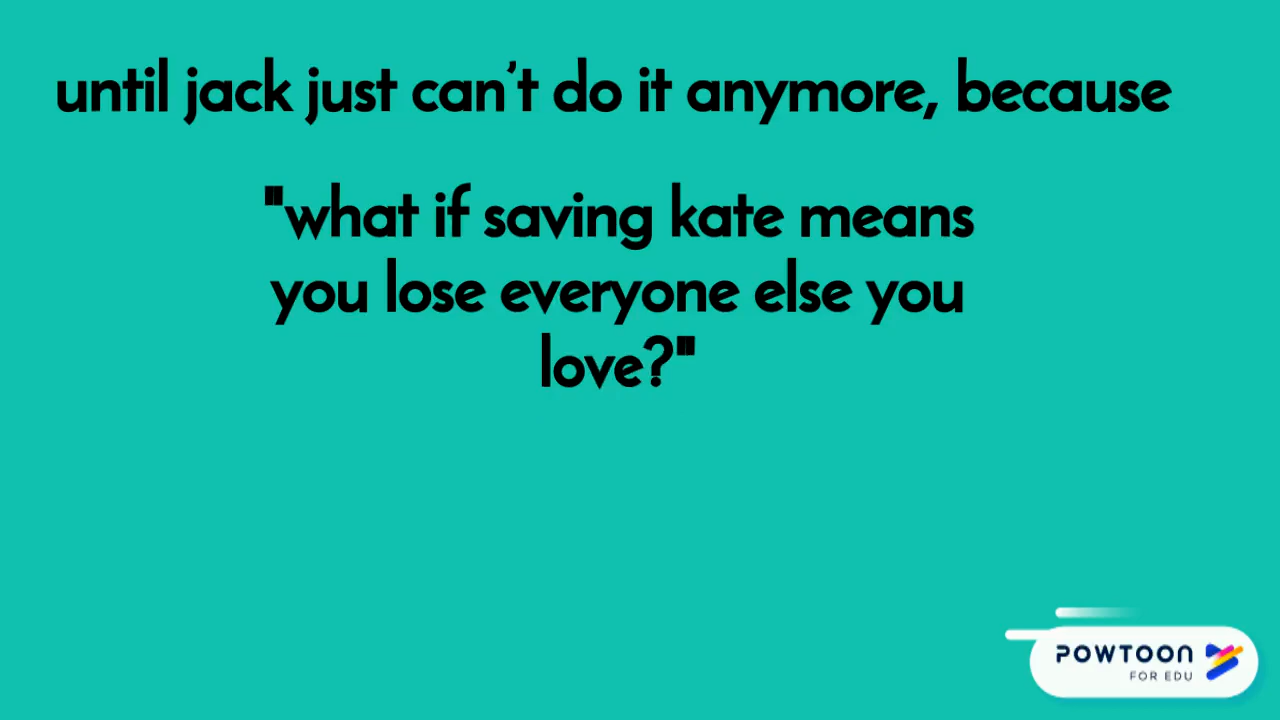 until jack just can't do it anymore, because
"what if saving kate means
you lose everyone else you
love?"
POWTOON
FOR EDU